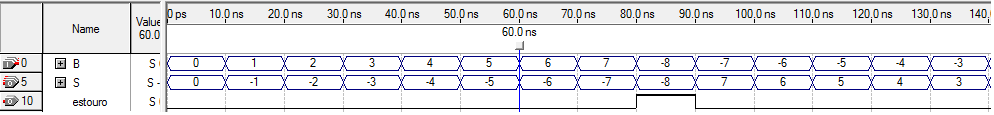 Name Value 60.0
0 ps 10.0 ns 20.0 ns 30.0 ns 40.0 ns 50.0 ns 60.0 ns 70.0 ns 80.0 ns 90.0 ns 100.0 ns 110.0 ns 120.0 ns 130.0 ns 140.
60.0 ns
0 B S 0 1 2 3 4 5 6 7 -8 -7 -6 -5 -4 -3
5 S S - 0 -1 -2 -3 -4 -5 -6 -7 -8 7 6 5 4 3
10 estouro S